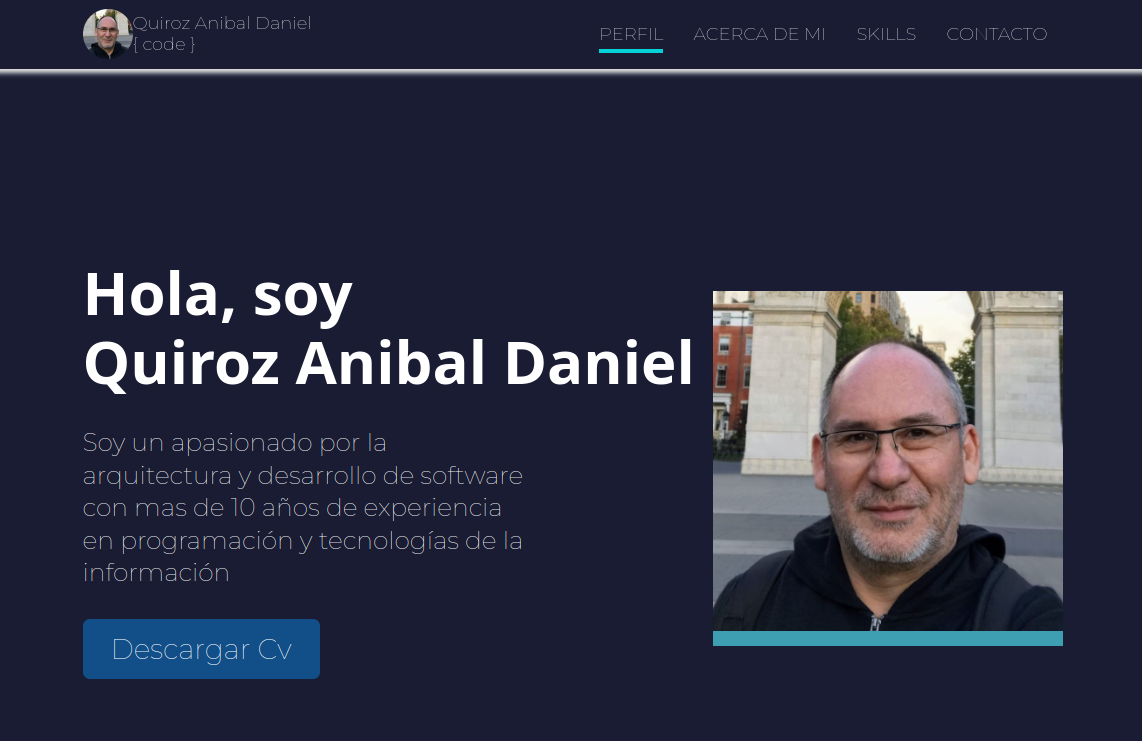 Quiroz Anibal Daniel
{ code }
PERFIL
ACERCA DE MI
SKILLS
CONTACTO
Hola, soy
Quiroz Anibal Daniel
Soy un apasionado por la
arquitectura y desarrollo de software
con mas de 10 años de experiencia
en programación y tecnologías de la
información
Descargar Cv